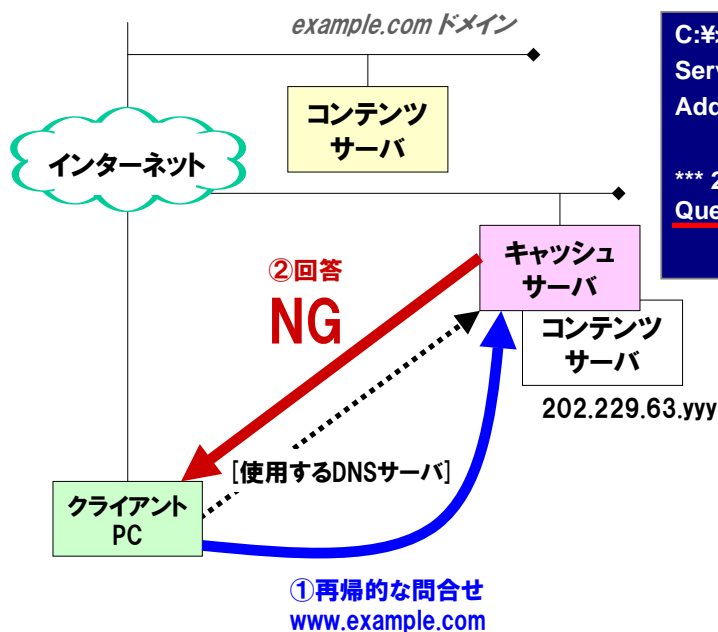 example.com ドメイン
C:¥
Serv
Add
*** 2
Que
コンテンツ
サーバ
インターネット
キャッシュ
サーバ
②回答
NG
コンテンツ
サーバ
202.229.63.yyy
[使用するDNSサーバ]
クライアント
PC
①再帰的な問合せ
www.example.com